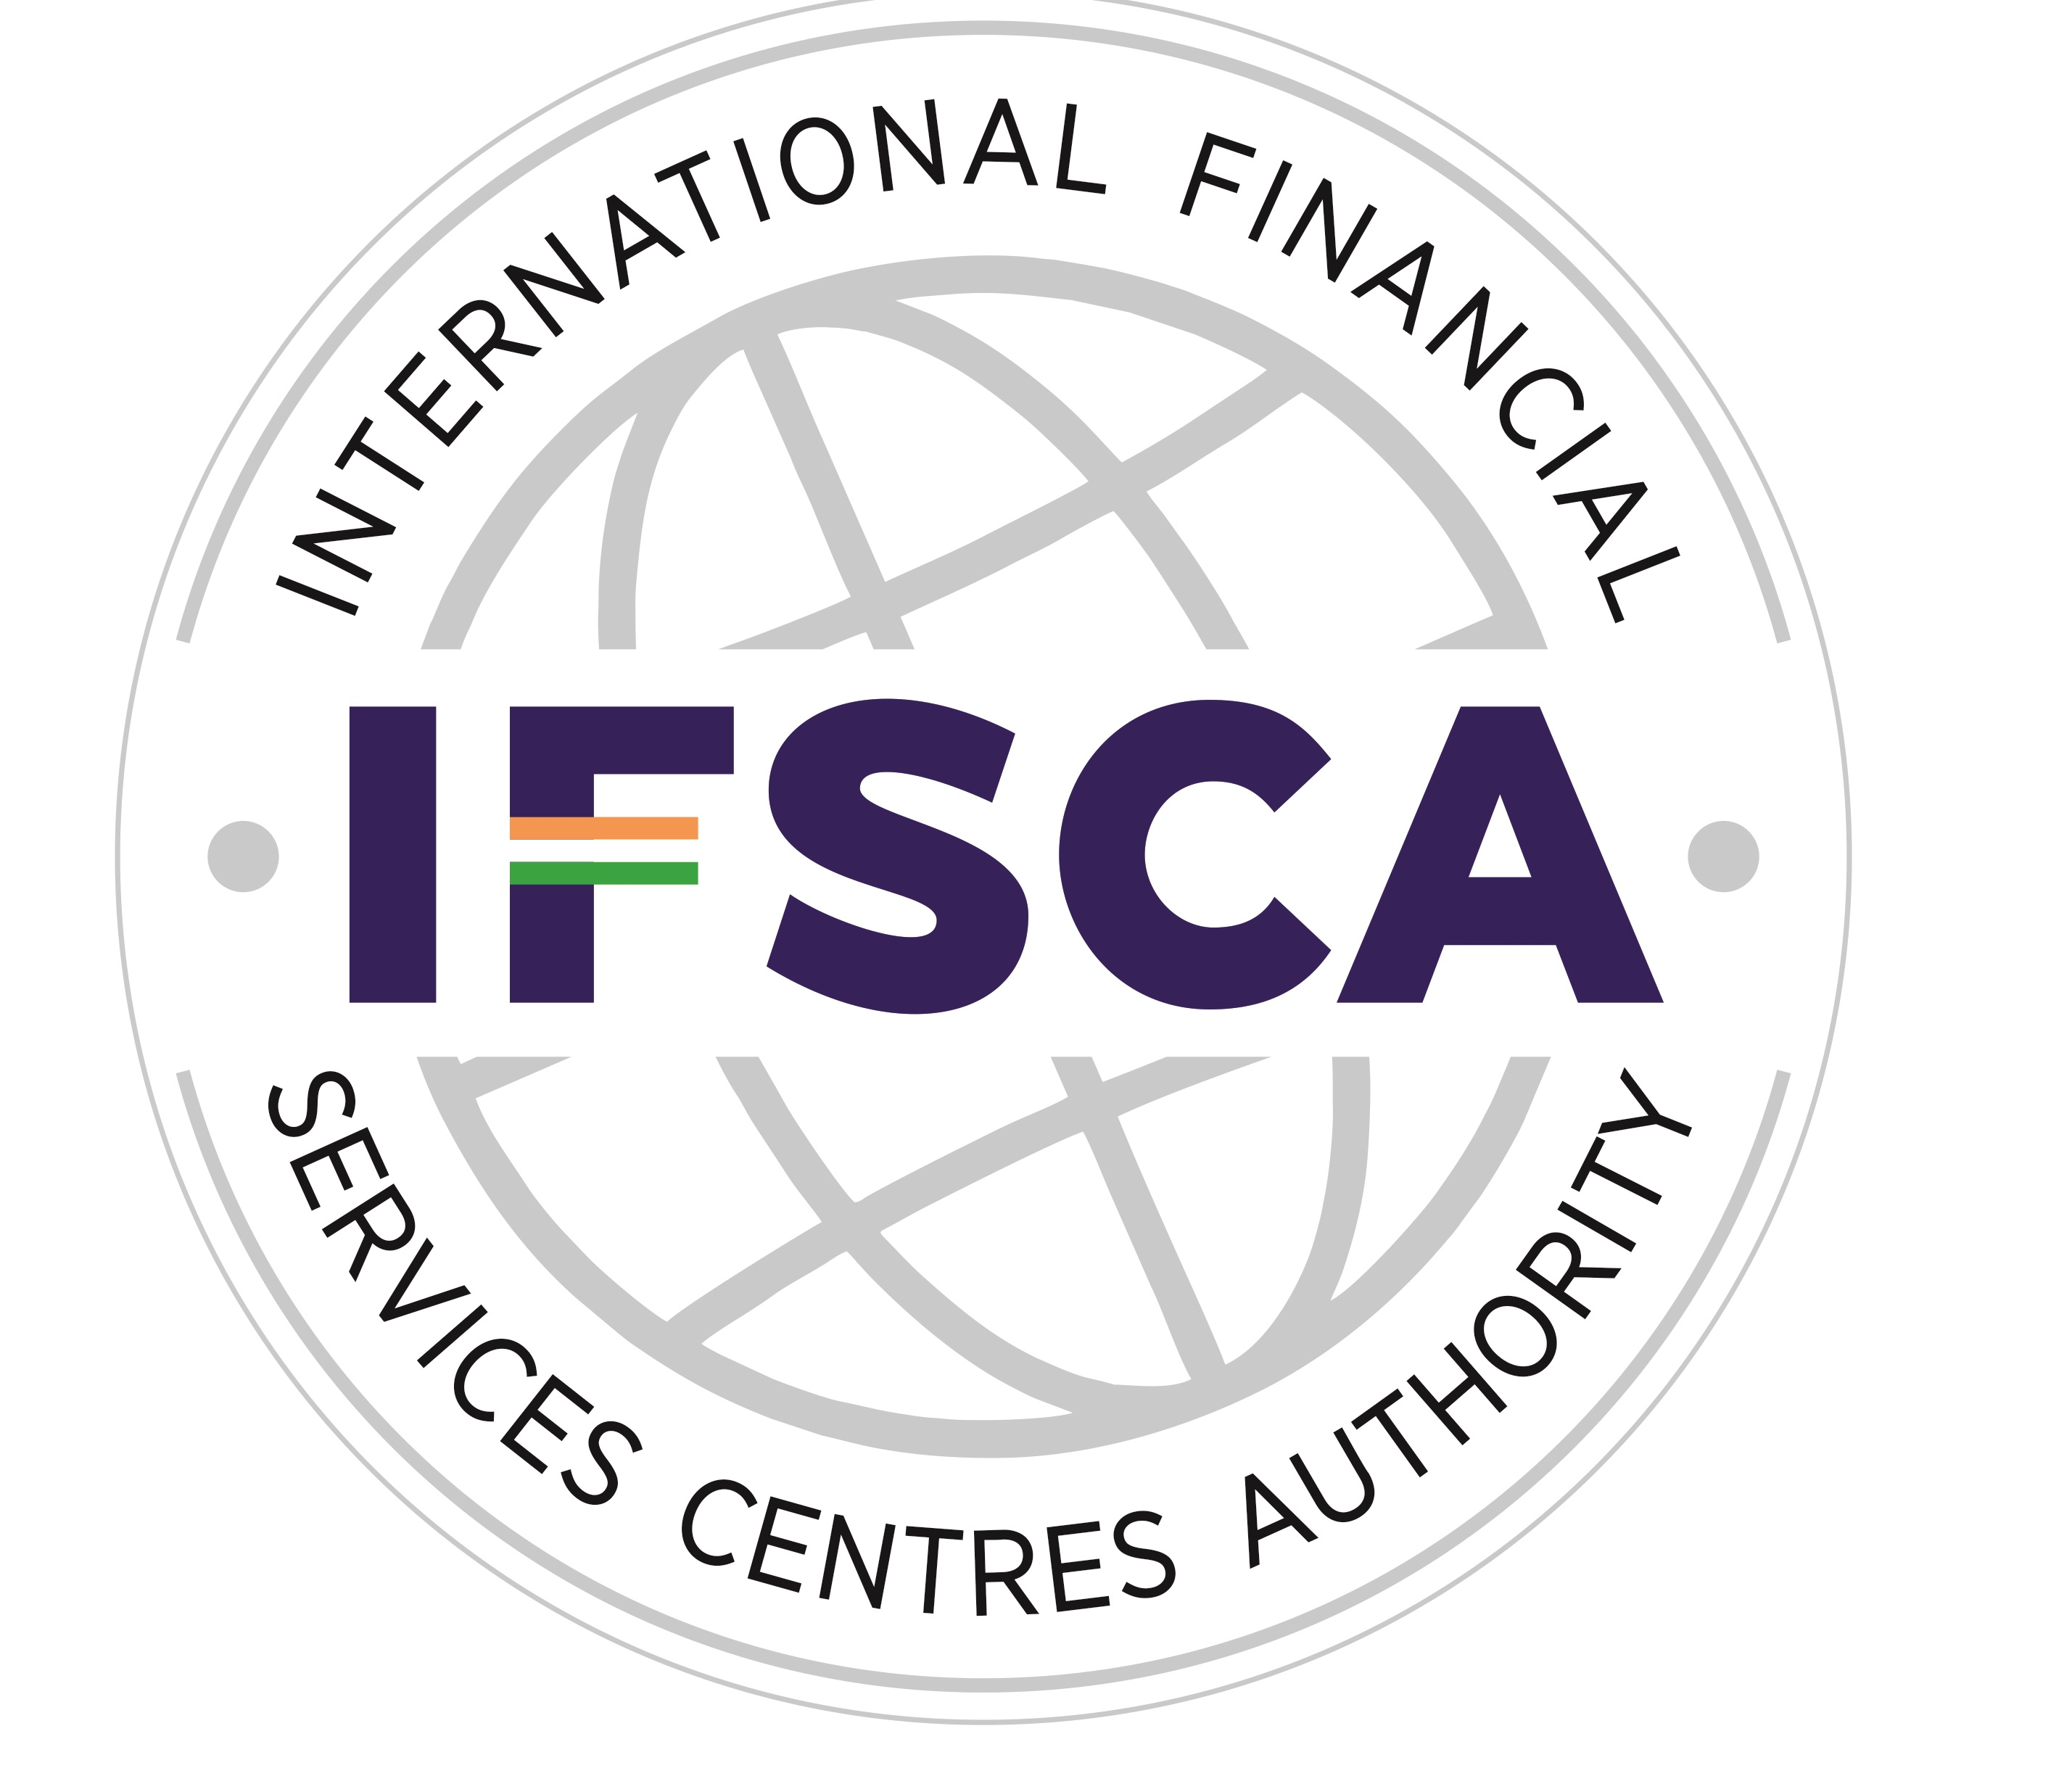 INTERNATIONAL FINANCIAL
IFSCA
SERVICES CENTRES AUTHORITY